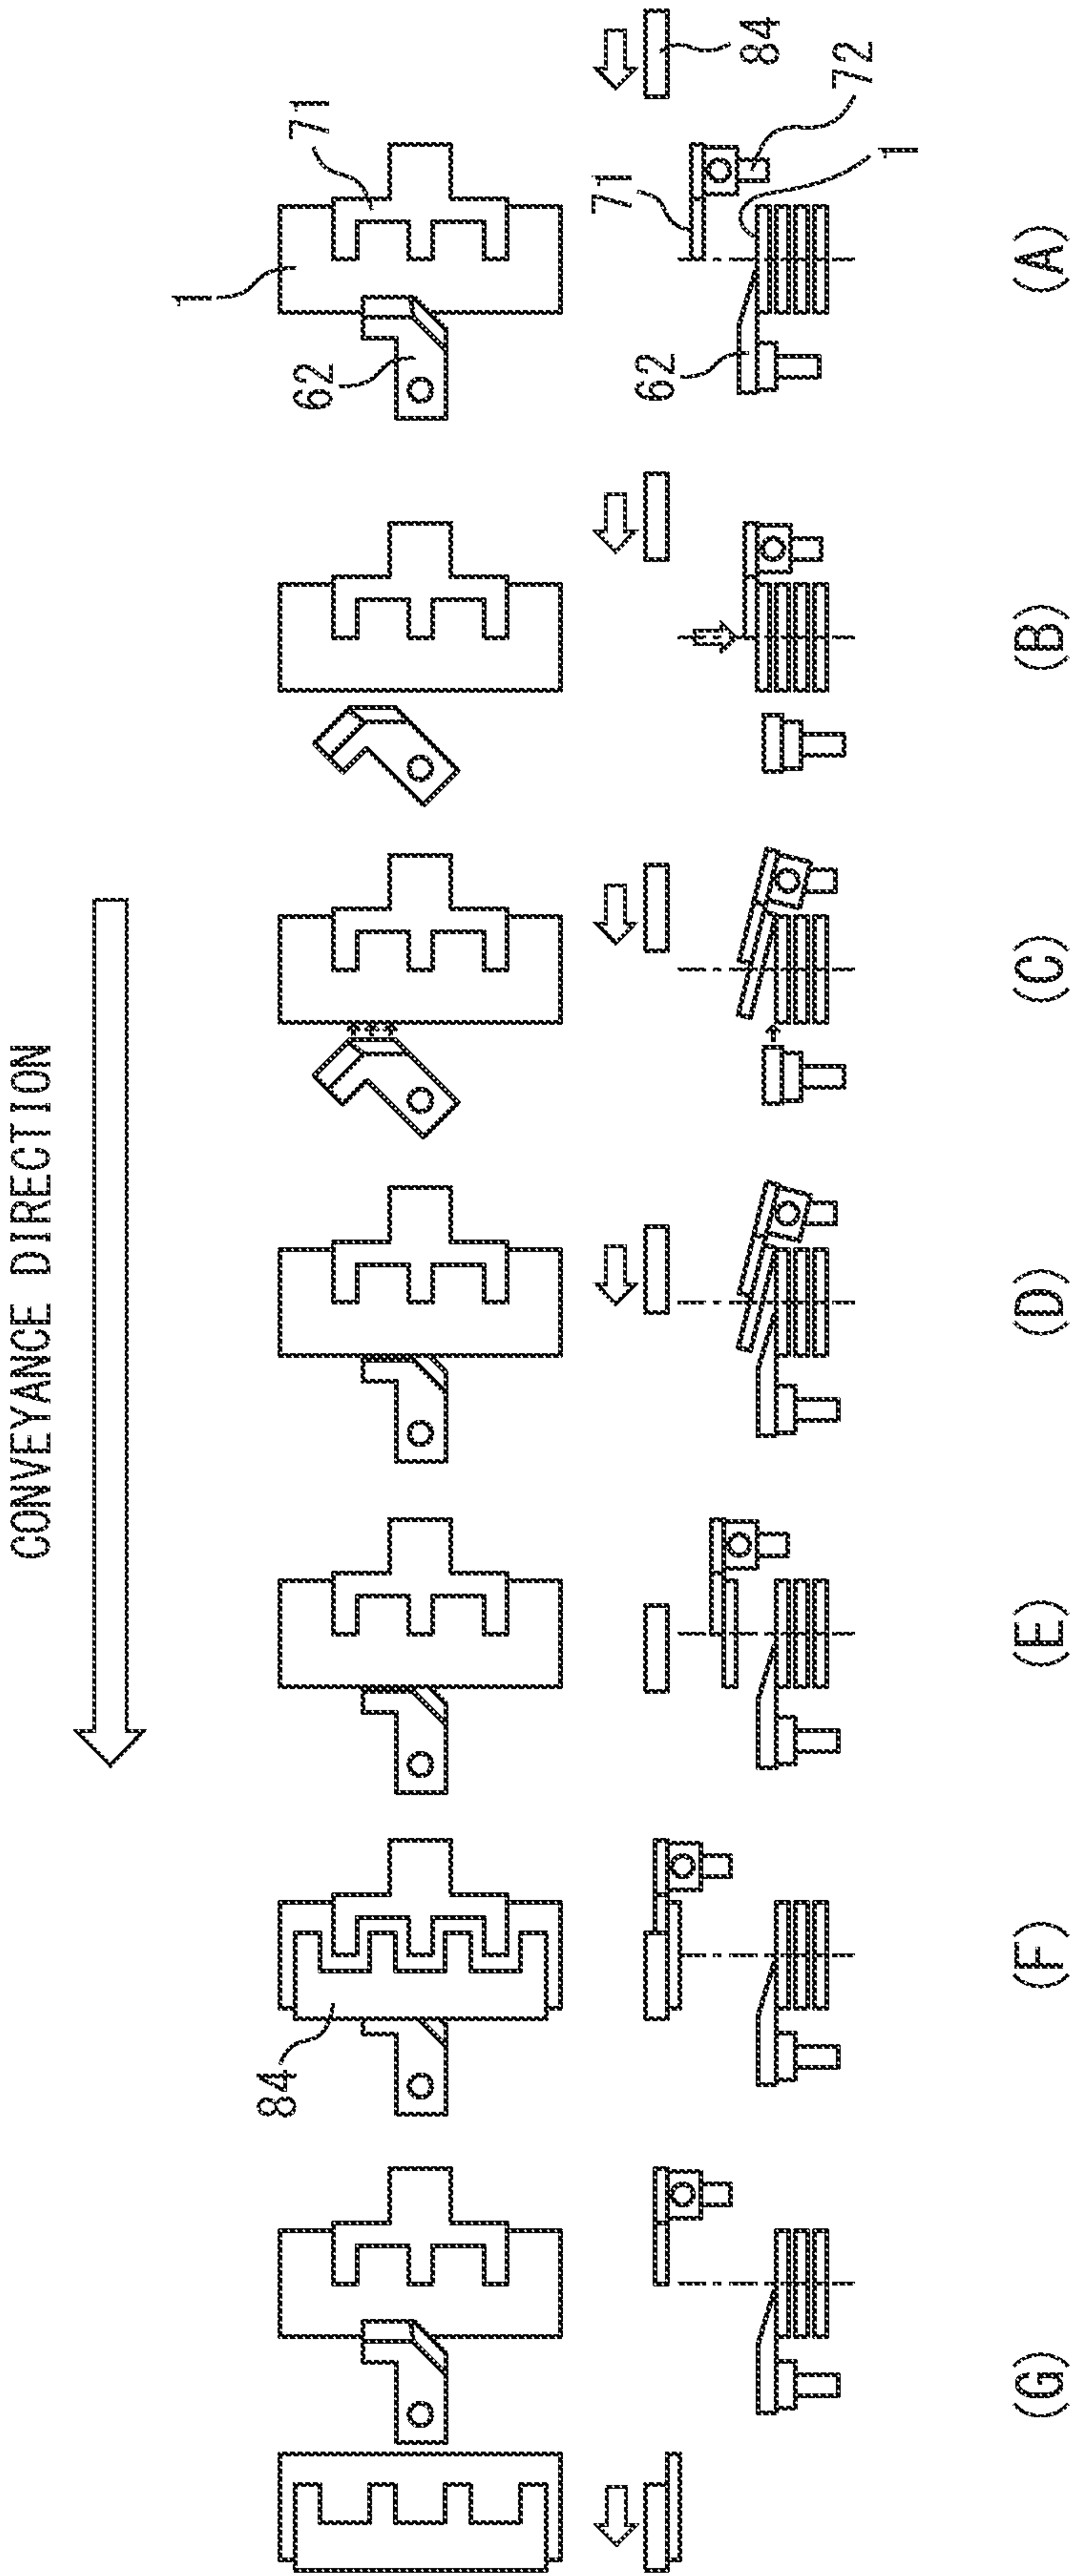 CONVEYANCE DIRECTION
1
84
62
71
71
62
84
72
1
(G)
(F)
(E)
(D)
(C)
(B)
(A)